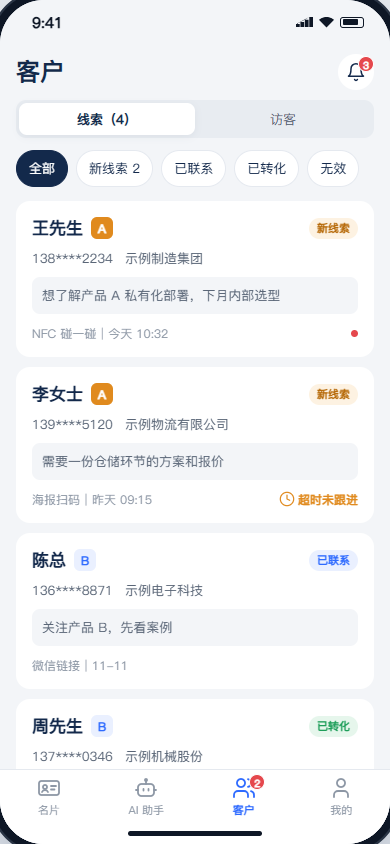 9:41
客户
3
线索（4）
访客
全部
新线索 2
已联系
已转化
无效
王先生 A 新线索
138****2234 示例制造集团
想了解产品 A 私有化部署，下月内部选型
NFC 碰一碰 | 今天 10:32
李女士 A 新线索
139****5120 示例物流有限公司
需要一份仓储环节的方案和报价
海报扫码 | 昨天 09:15 超时未跟进
陈总 B 已联系
136****8871 示例电子科技
关注产品 B，先看案例
微信链接 | 11-11
周先生 B 已转化
137****0346 示例机械股份
2
名片
AI 助手
客户
我的